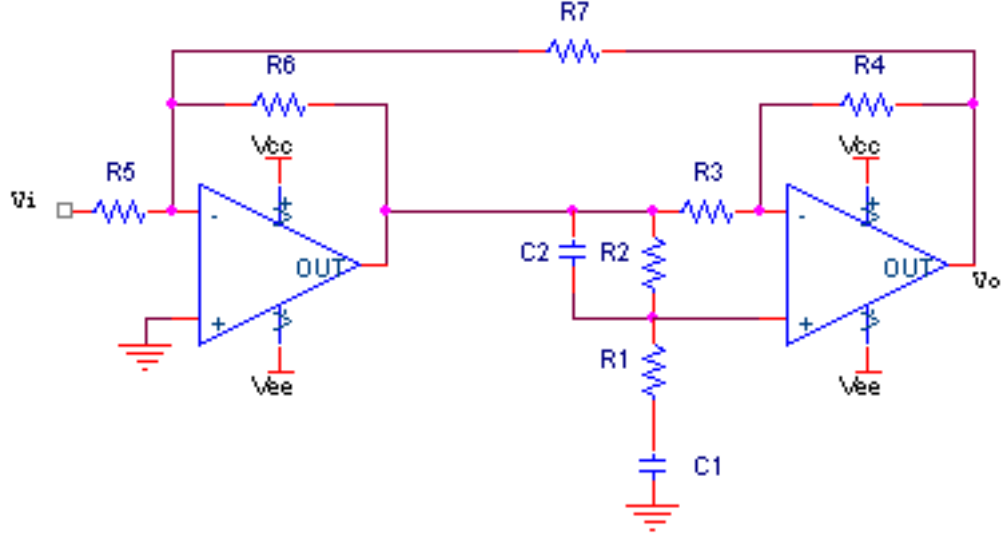 R7
R6
R4
Vcc
Vcc
R5
R3
Vi
-
+
-
+
C2
R2
OUT
OUT
Vo
+
+
R1
Vee
Vee
C1